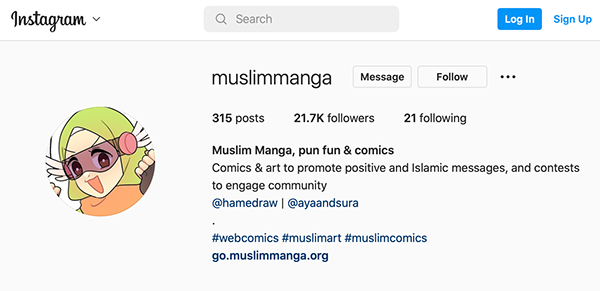 Instagram
Search
Log In
Sign Up
muslimmanga
Message
Follow
315 posts
21.7K followers
21 following
Muslim Manga, pun fun & comics
Comics & art to promote positive and Islamic messages, and contests
to engage community
@hamedraw | @ayaandsura
.
#webcomics #muslimart #muslimcomics
go.muslimmanga.org